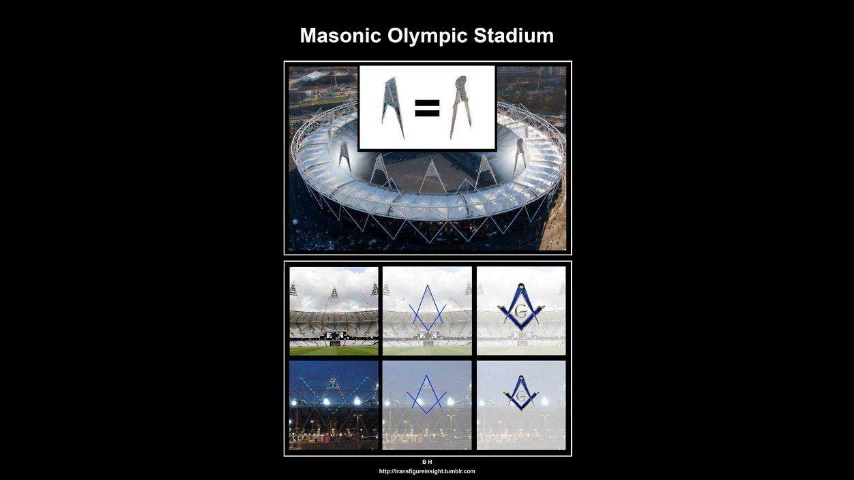 Masonic Olympic Stadium
=
G
G
B H
http://transfigureinsight.tumblr.com